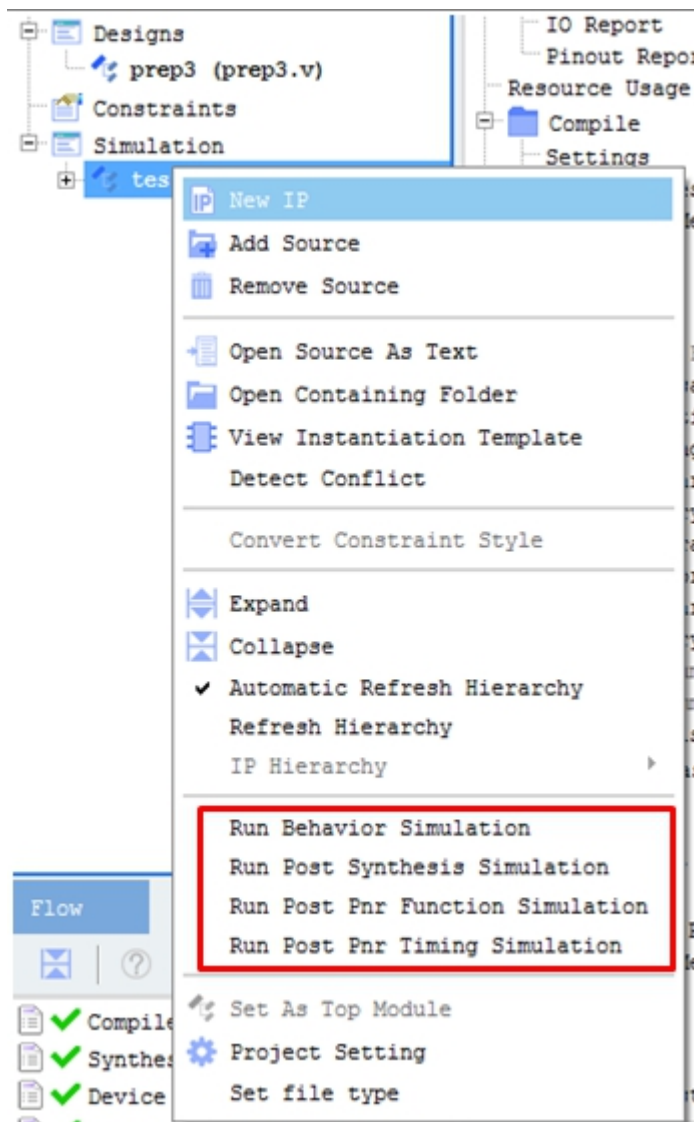 Designs
prep3 (prep3.v)
Constraints
Simulation
IO Report
Pinout
Resource Usage
Compile
Settings
IP New IP
Add Source
Remove Source
Open Source As Text
Open Containing Folder
View Instantiation Template
Detect Conflict
Convert Constraint Style
Expand
Collapse
Automatic Refresh Hierarchy
Refresh Hierarchy
IP Hierarchy
Run Behavior Simulation
Run Post Synthesis Simulation
Run Post Pnr Function Simulation
Run Post Pnr Timing Simulation
Set As Top Module
Project Setting
Set file type
Flow
Compile
Device